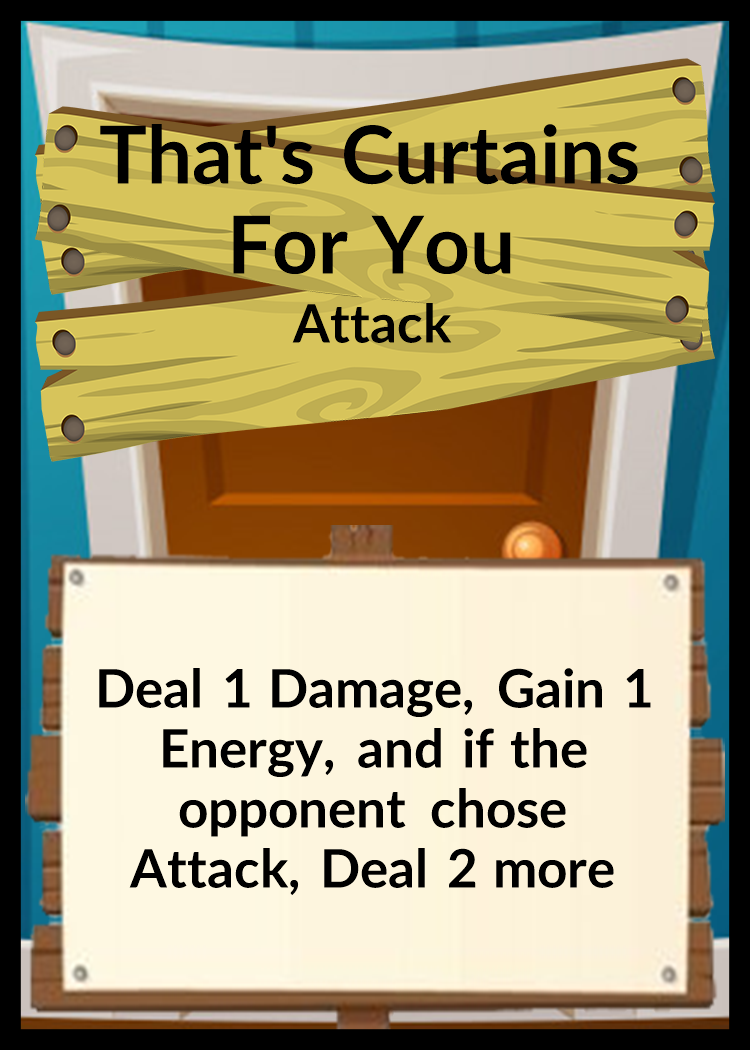 That's Curtains
For You
Attack
Deal 1 Damage, Gain 1
Energy, and if the
opponent chose
Attack, Deal 2 more